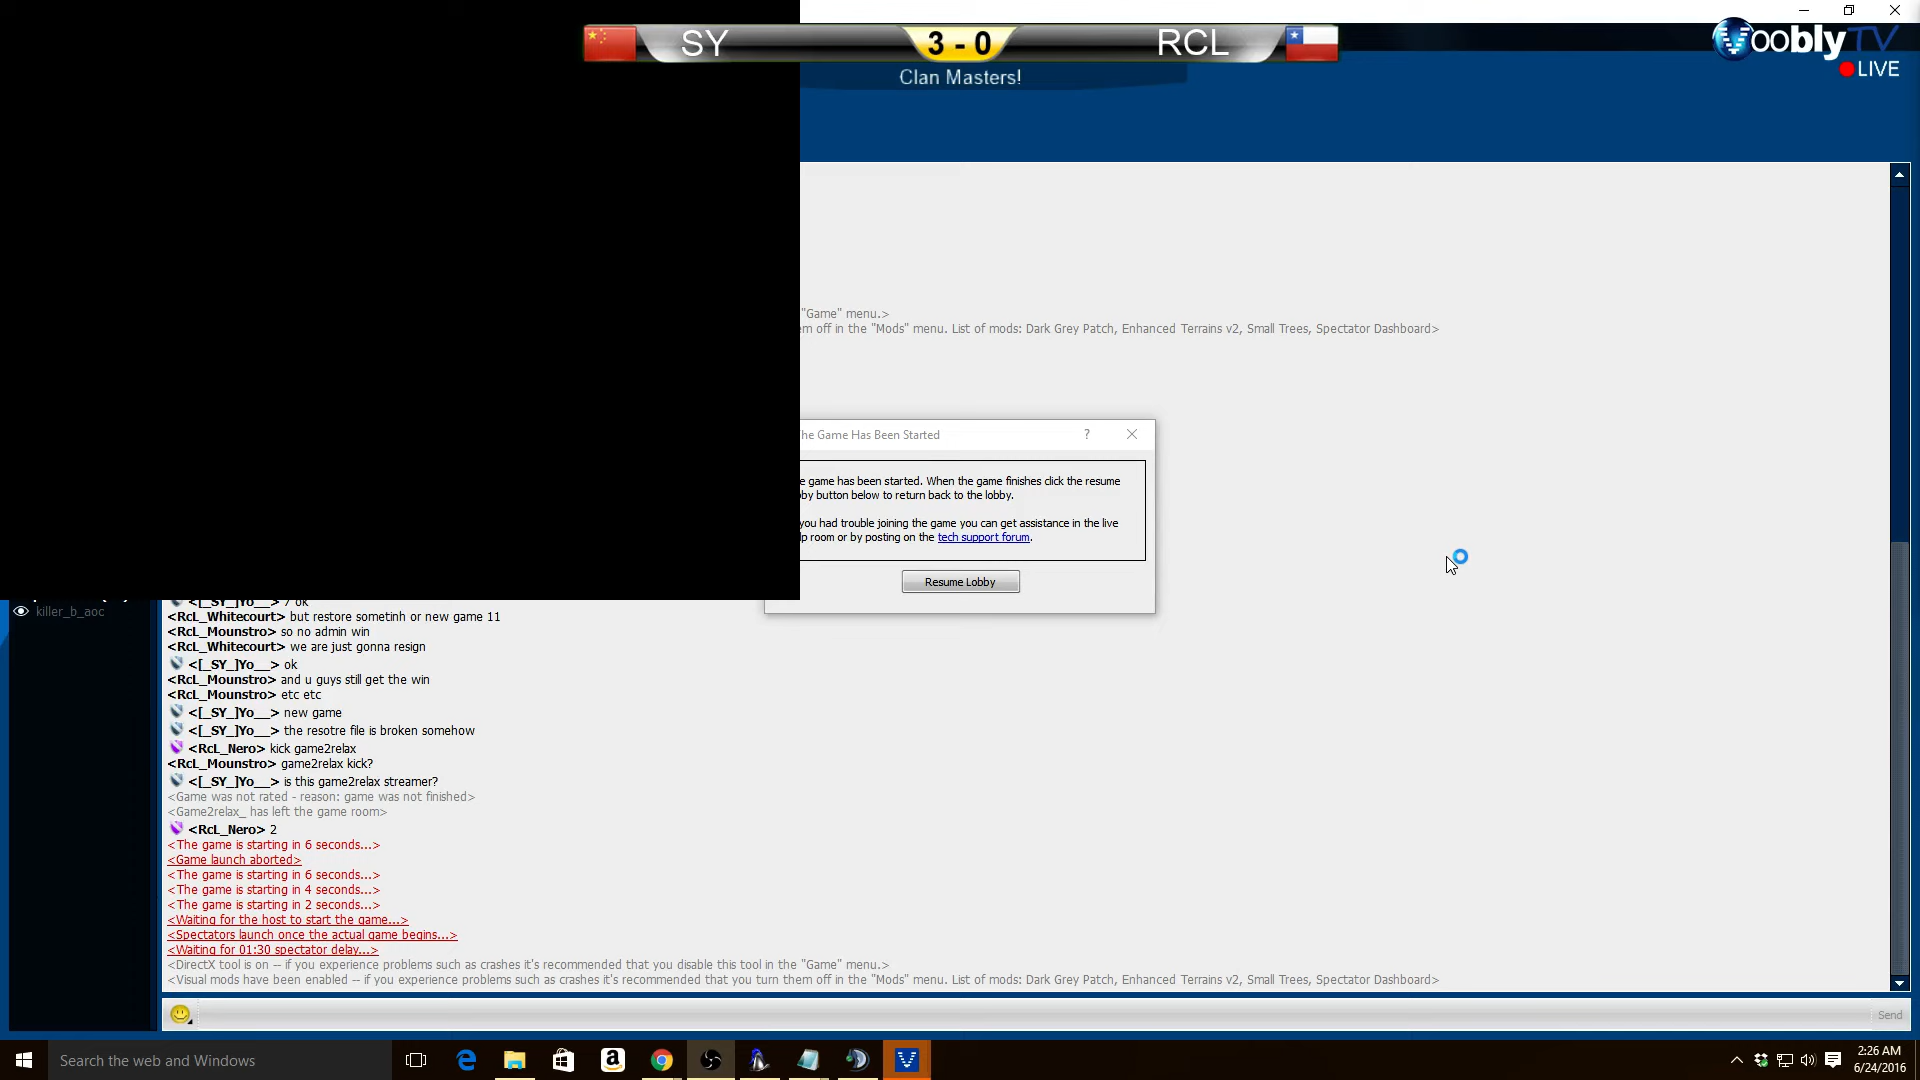 SY 3 - 0 RCL
ooblyTV
LIVE
Clan Masters!
"Game" menu.>
m off in the "Mods" menu. List of mods: Dark Grey Patch, Enhanced Terrains v2, Small Trees, Spectator Dashboard>
he Game Has Been Started
e game has been started. When the game finishes click the resume
by button below to return back to the lobby.
you had trouble joining the game you can get assistance in the live
lp room or by posting on the tech support forum.
Resume Lobby
killer_b_aoc
<[_SY_]Yo__> 7 ok
<RcL_Whitecourt> but restore sometinh or new game 11
<RcL_Mounstro> so no admin win
<RcL_Whitecourt> we are just gonna resign
<[_SY_]Yo__> ok
<RcL_Mounstro> and u guys still get the win
<RcL_Mounstro> etc etc
<[_SY_]Yo__> new game
<[_SY_]Yo__> the resotre file is broken somehow
<RcL_Nero> kick game2relax
<RcL_Mounstro> game2relax kick?
<[_SY_]Yo__> is this game2relax streamer?
<Game was not rated - reason: game was not finished>
<Game2relax_ has left the game room>
<RcL_Nero> 2
<The game is starting in 6 seconds...>
<Game launch aborted>
<The game is starting in 6 seconds...>
<The game is starting in 4 seconds...>
<The game is starting in 2 seconds...>
<Waiting for the host to start the game...>
<Spectators launch once the actual game begins...>
<Waiting for 01:30 spectator delay...>
<DirectX tool is on -- if you experience problems such as crashes it's recommended that you disable this tool in the "Game" menu.>
<Visual mods have been enabled -- if you experience problems such as crashes it's recommended that you turn them off in the "Mods" menu. List of mods: Dark Grey Patch, Enhanced Terrains v2, Small Trees, Spectator Dashboard>
Send
Search the web and Windows
2:26 AM
6/24/2016